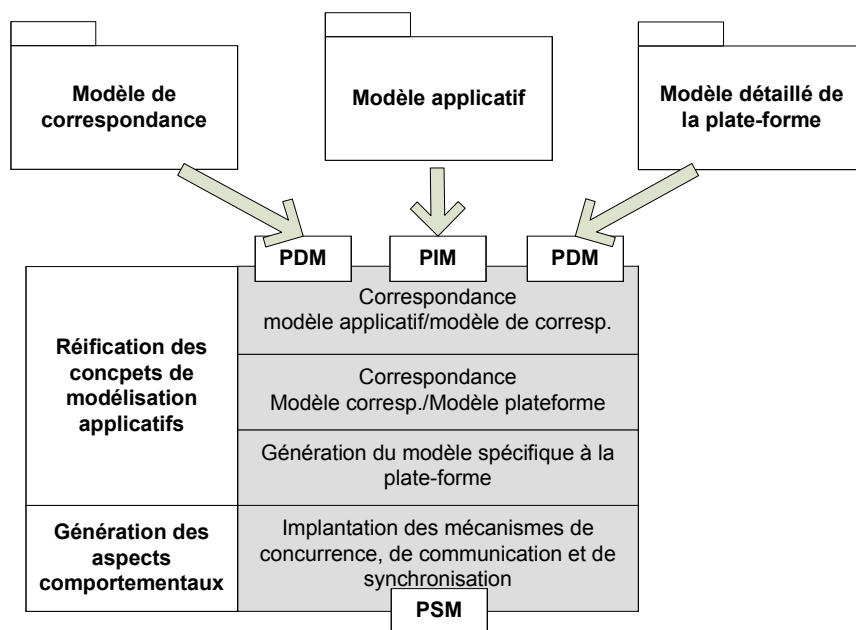 Modèle de
correspondance
Modèle applicatif
Modèle détaillé de
la plate-forme
PDM
PIM
PDM
Réification des
concpets de
modélisation
applicatifs
Correspondance
modèle applicatif/modèle de corresp.
Correspondance
Modèle corresp./Modèle plateforme
Génération du modèle spécifique à la
plate-forme
Génération des
aspects
comportementaux
Implantation des mécanismes de
concurrence, de communication et de
synchronisation
PSM